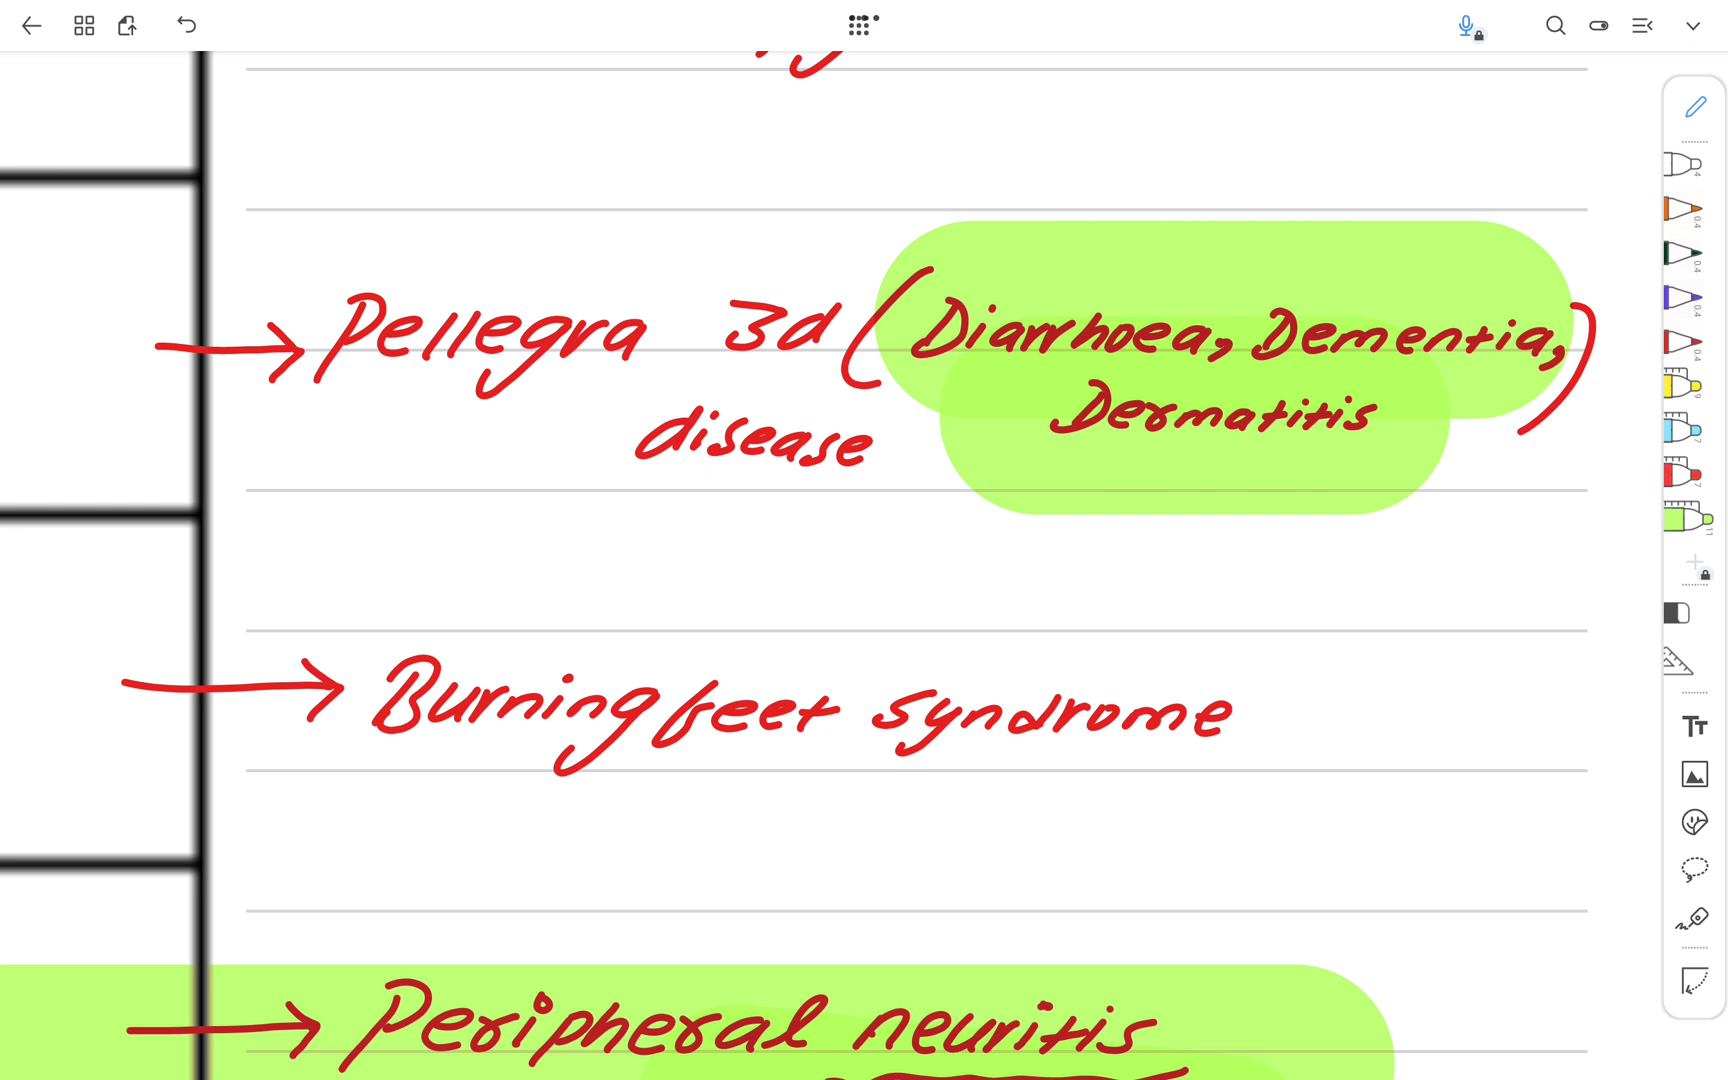 Pellegra 3d (Diarrhoea, Dementia,
disease Dermatitis)
Burning feet syndrome
Peripheral neuritis